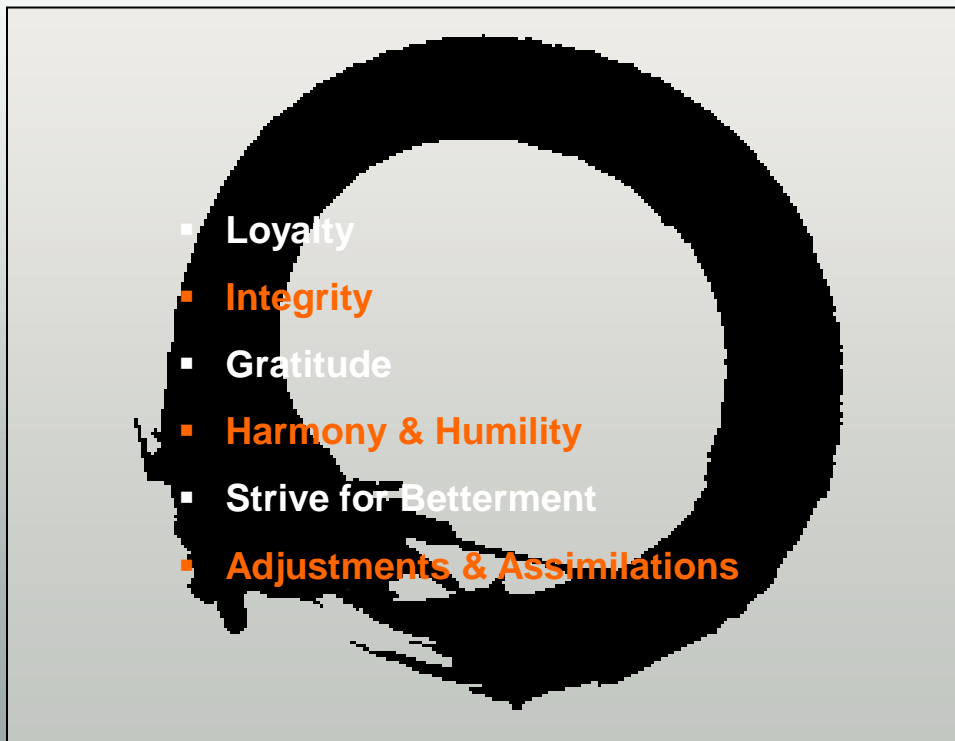 ▪ Loyalty
▪ Integrity
▪ Gratitude
▪ Harmony & Humility
▪ Strive for Betterment
▪ Adjustments & Assimilations